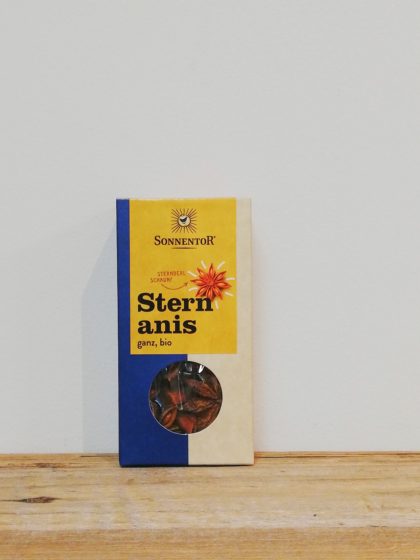 SONNENTOR®
STERNDERL
SCHAUN!
Stern
anis
ganz, bio